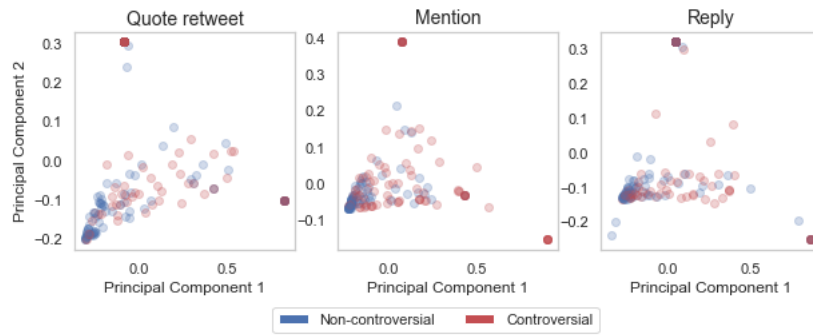 Quote retweet
Mention
Reply
Principal Component 2
0.3
0.2
0.1
0.0
−0.1
−0.2
0.0
0.5
Principal Component 1
0.4
0.3
0.2
0.1
0.0
−0.1
0.0
0.5
Principal Component 1
0.3
0.2
0.1
0.0
−0.1
−0.2
0.0
0.5
Principal Component 1
Non-controversial
Controversial